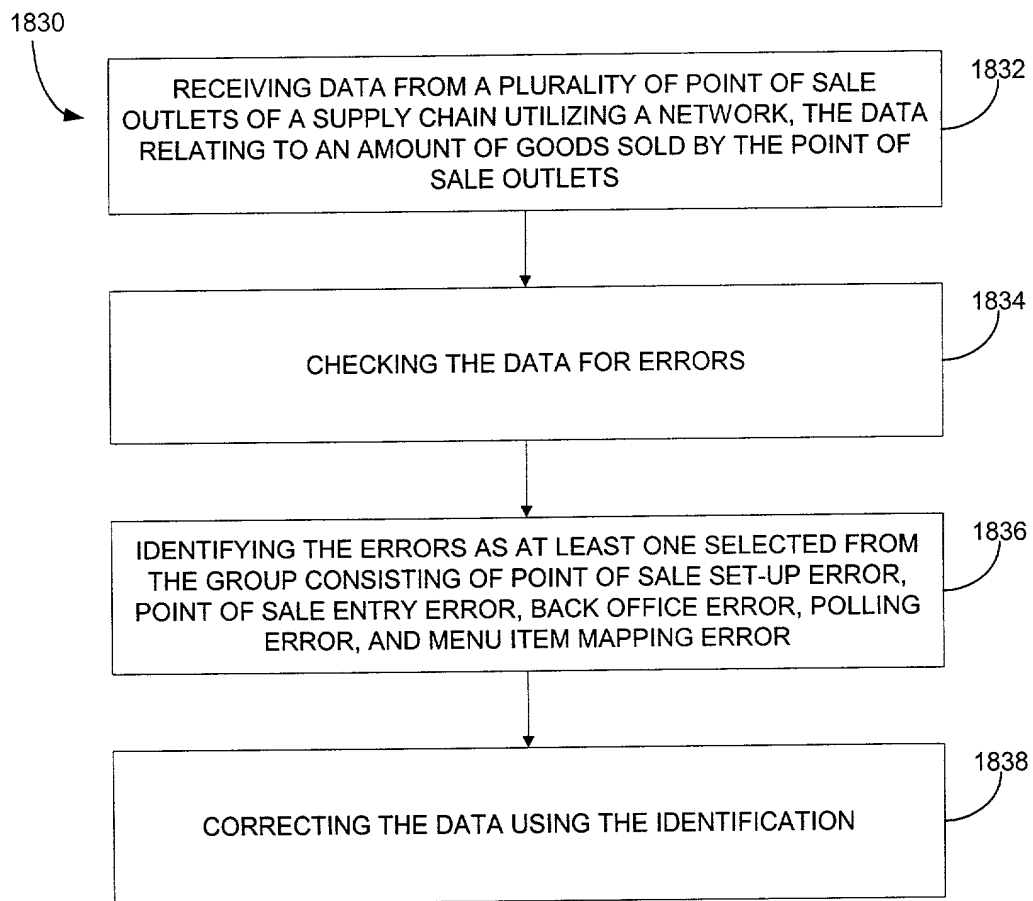 1830
1832
RECEIVING DATA FROM A PLURALITY OF POINT OF SALE
OUTLETS OF A SUPPLY CHAIN UTILIZING A NETWORK, THE DATA
RELATING TO AN AMOUNT OF GOODS SOLD BY THE POINT OF
SALE OUTLETS
1834
CHECKING THE DATA FOR ERRORS
1836
IDENTIFYING THE ERRORS AS AT LEAST ONE SELECTED FROM
THE GROUP CONSISTING OF POINT OF SALE SET-UP ERROR,
POINT OF SALE ENTRY ERROR, BACK OFFICE ERROR, POLLING
ERROR, AND MENU ITEM MAPPING ERROR
1838
CORRECTING THE DATA USING THE IDENTIFICATION